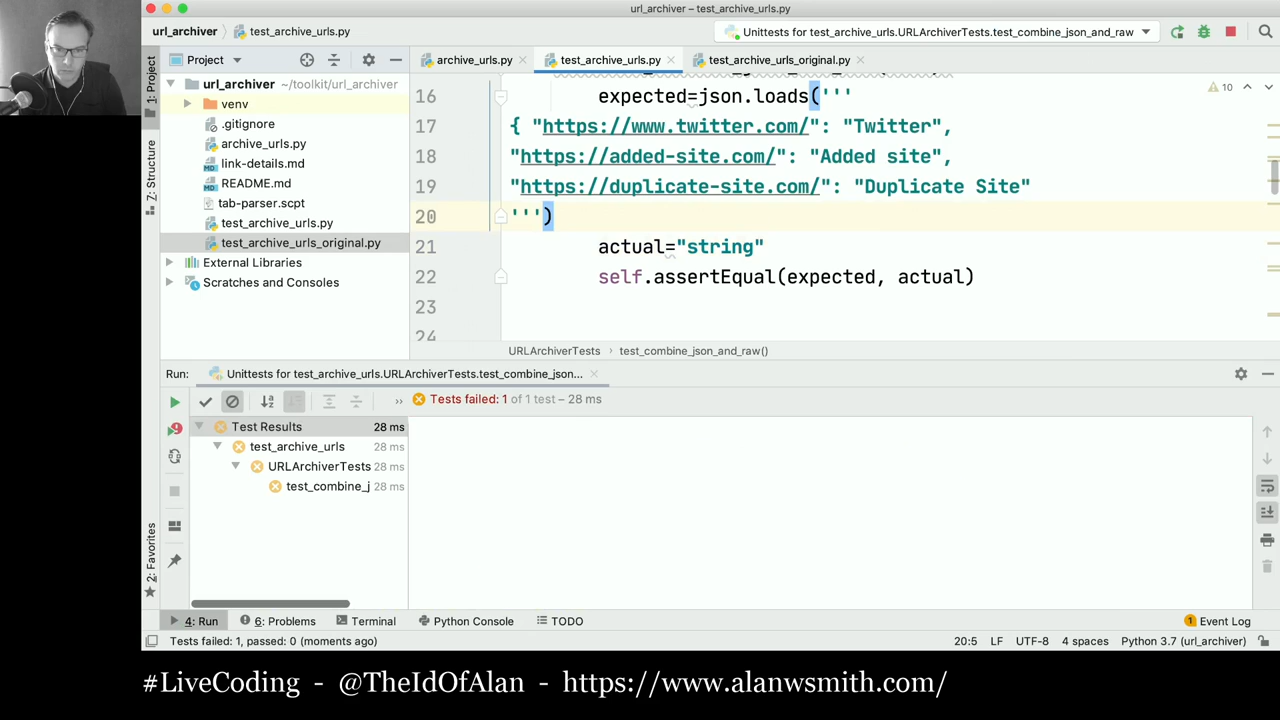 url_archiver – test_archive_urls.py
url_archiver
test_archive_urls.py
Unittests for test_archive_urls.URLArchiverTests.test_combine_json_and_raw
1: Project
Z: Structure
2: Favorites
Project
archive_urls.py
test_archive_urls.py
test_archive_urls_original.py
url_archiver ~/toolkit/url_archiver
venv
.gitignore
archive_urls.py
link-details.md
README.md
tab-parser.scpt
test_archive_urls.py
test_archive_urls_original.py
External Libraries
Scratches and Consoles
16 expected=json.loads('''
17 { "https://www.twitter.com/": "Twitter",
18 "https://added-site.com/": "Added site",
19 "https://duplicate-site.com/": "Duplicate Site"
20 ''')
21 actual="string"
22 self.assertEqual(expected, actual)
23
24
10
URLArchiverTests › test_combine_json_and_raw()
Run: Unittests for test_archive_urls.URLArchiverTests.test_combine_json...
Tests failed: 1 of 1 test – 28 ms
Test Results 28 ms
test_archive_urls 28 ms
URLArchiverTests 28 ms
test_combine_j 28 ms
4: Run 6: Problems Terminal Python Console TODO 1 Event Log
Tests failed: 1, passed: 0 (moments ago) 20:5 LF UTF-8 4 spaces Python 3.7 (url_archiver)
#LiveCoding - @TheIdOfAlan - https://www.alanwsmith.com/